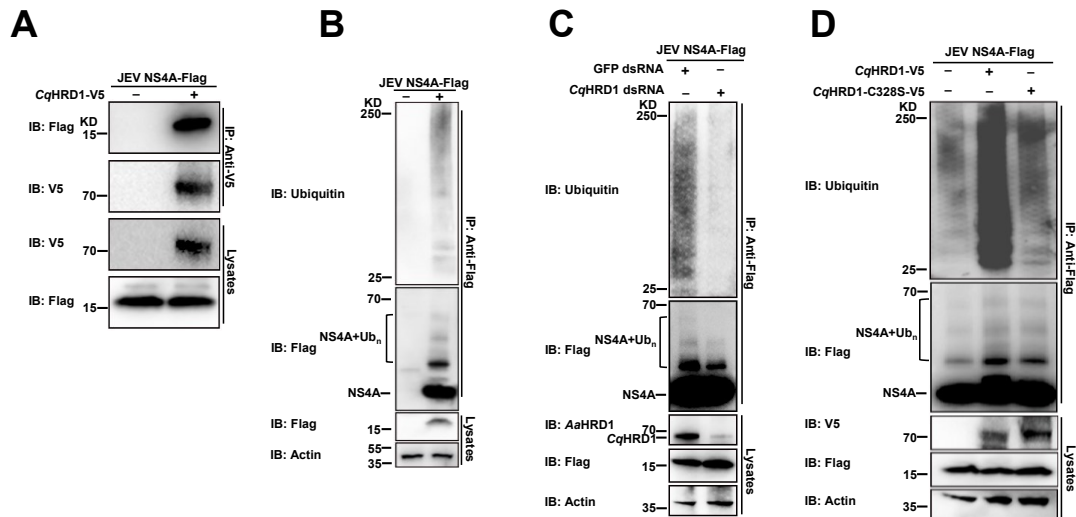 A
JEV NS4A-Flag
CqHRD1-V5 – +
KD
IB: Flag
15
IB: V5
70
IP: Anti-V5
IB: V5
70
IB: Flag
15
Lysates
B
JEV NS4A-Flag
– +
KD
250
IB: Ubiquitin
25
70
NS4A+Ubn
IB: Flag
NS4A
IP: Anti-Flag
IB: Flag
15
55
IB: Actin
35
Lysates
C
JEV NS4A-Flag
GFP dsRNA + –
CqHRD1 dsRNA – +
KD
250
IB: Ubiquitin
25
70
NS4A+Ubn
IB: Flag
NS4A
IP: Anti-Flag
IB: AaHRD1
70
CqHRD1
IB: Flag
15
IB: Actin
35
Lysates
D
JEV NS4A-Flag
CqHRD1-V5 – + –
CqHRD1-C328S-V5 – – +
KD
250
IB: Ubiquitin
25
70
NS4A+Ubn
IB: Flag
NS4A
IP: Anti-Flag
IB: V5
70
IB: Flag
15
IB: Actin
35
Lysates